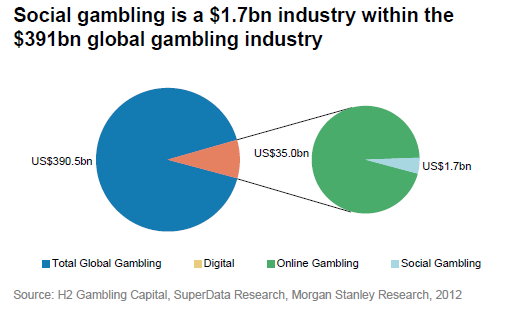 Social gambling is a $1.7bn industry within the
$391bn global gambling industry
US$390.5bn
US$35.0bn
US$1.7bn
Total Global Gambling
Digital
Online Gambling
Social Gambling
Source: H2 Gambling Capital, SuperData Research, Morgan Stanley Research, 2012